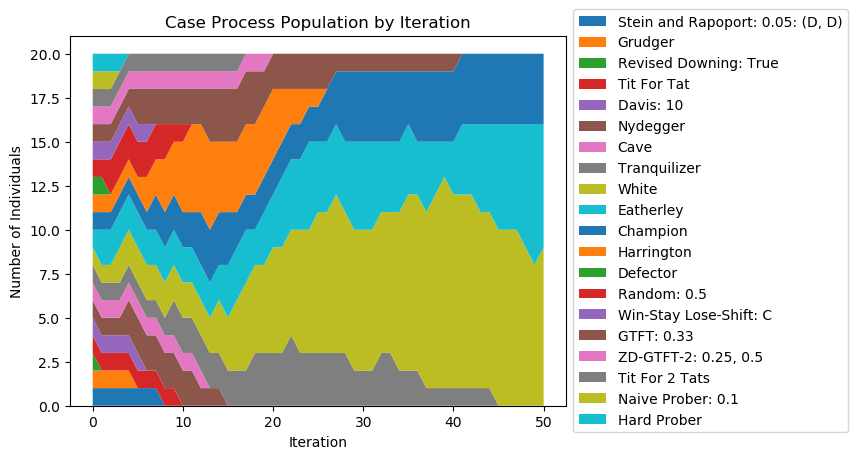 Case Process Population by Iteration
Number of Individuals
20.0
17.5
15.0
12.5
10.0
7.5
5.0
2.5
0.0
0
10
20
30
40
50
Iteration
Stein and Rapoport: 0.05: (D, D)
Grudger
Revised Downing: True
Tit For Tat
Davis: 10
Nydegger
Cave
Tranquilizer
White
Eatherley
Champion
Harrington
Defector
Random: 0.5
Win-Stay Lose-Shift: C
GTFT: 0.33
ZD-GTFT-2: 0.25, 0.5
Tit For 2 Tats
Naive Prober: 0.1
Hard Prober